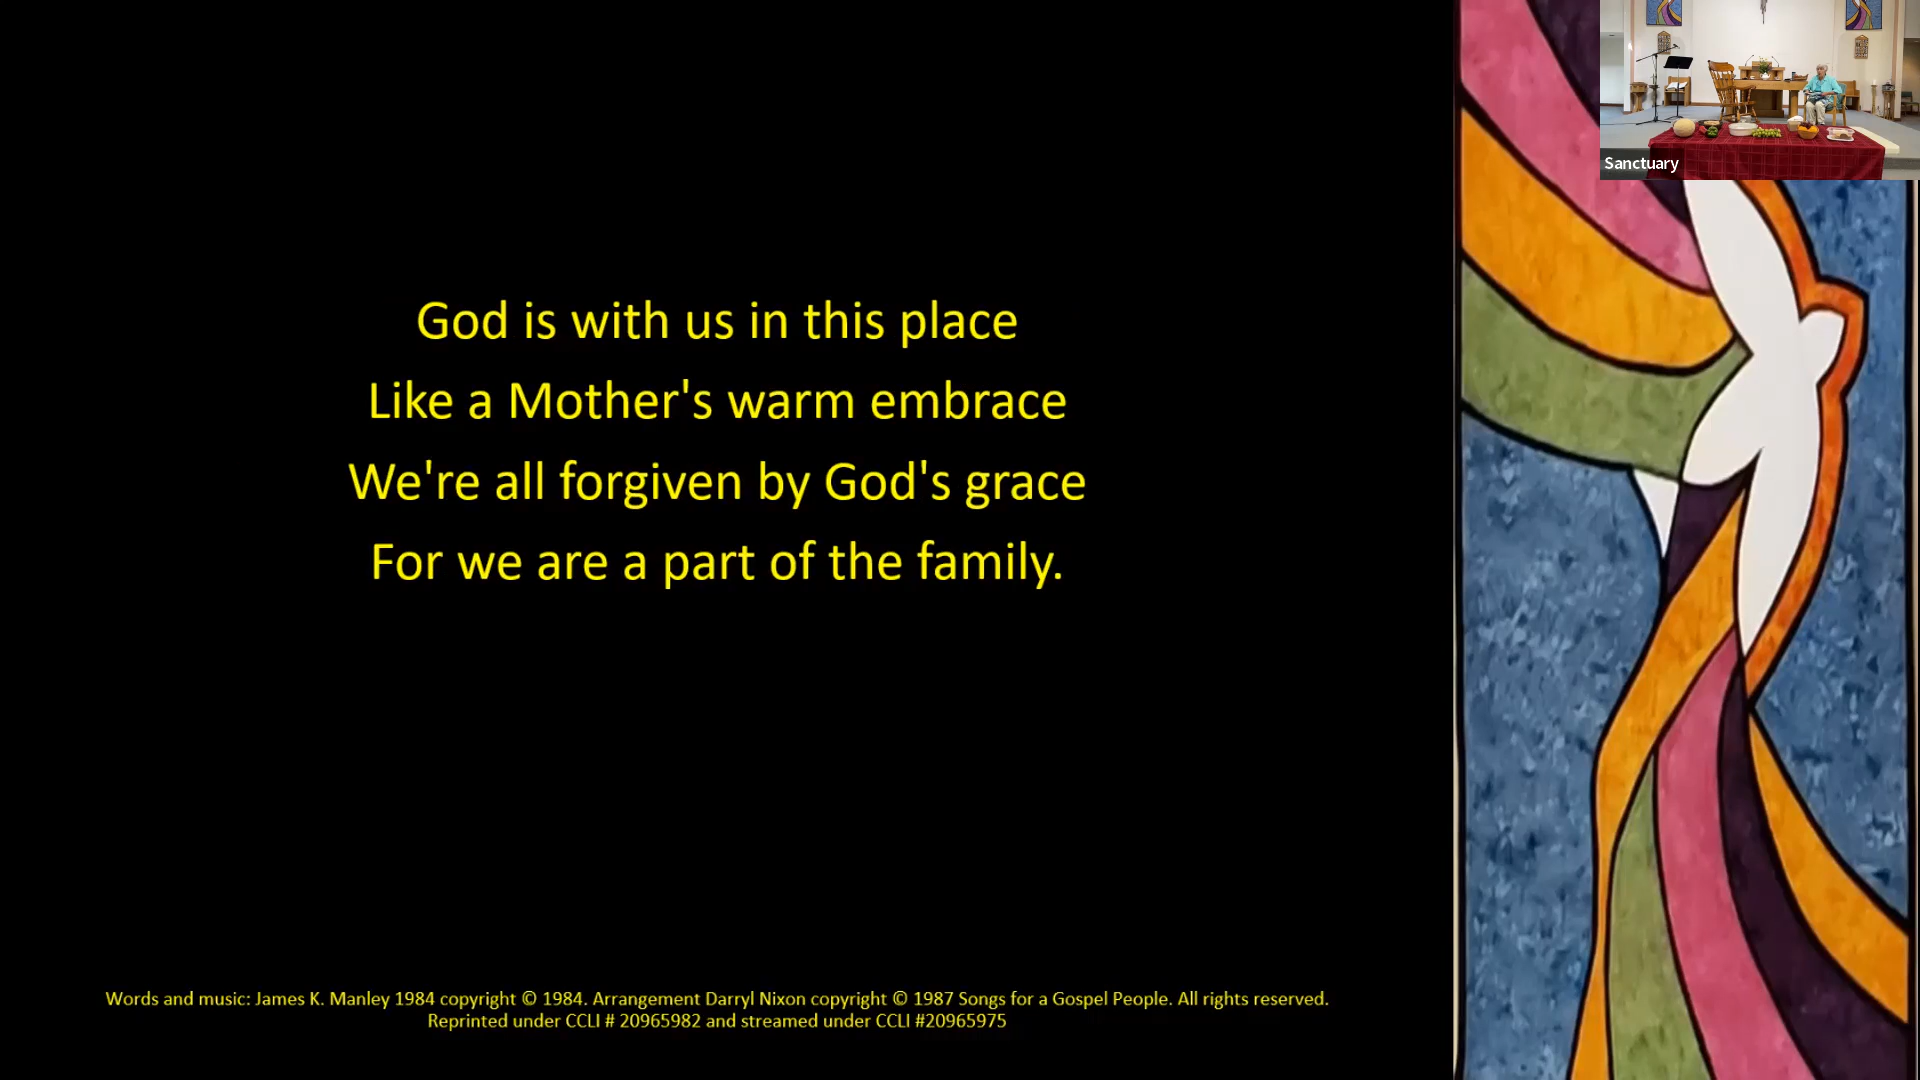 God is with us in this place
Like a Mother's warm embrace
We're all forgiven by God's grace
For we are a part of the family.
Words and music: James K. Manley 1984 copyright © 1984. Arrangement Darryl Nixon copyright © 1987 Songs for a Gospel People. All rights reserved.
Reprinted under CCLI # 20965982 and streamed under CCLI #20965975
Sanctuary